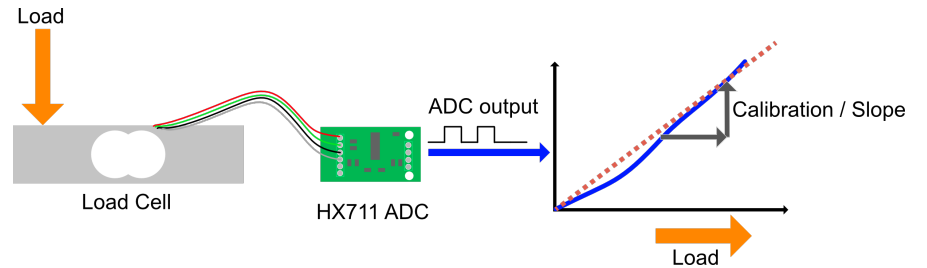 Load
Load Cell
HX711 ADC
ADC output
Calibration / Slope
Load